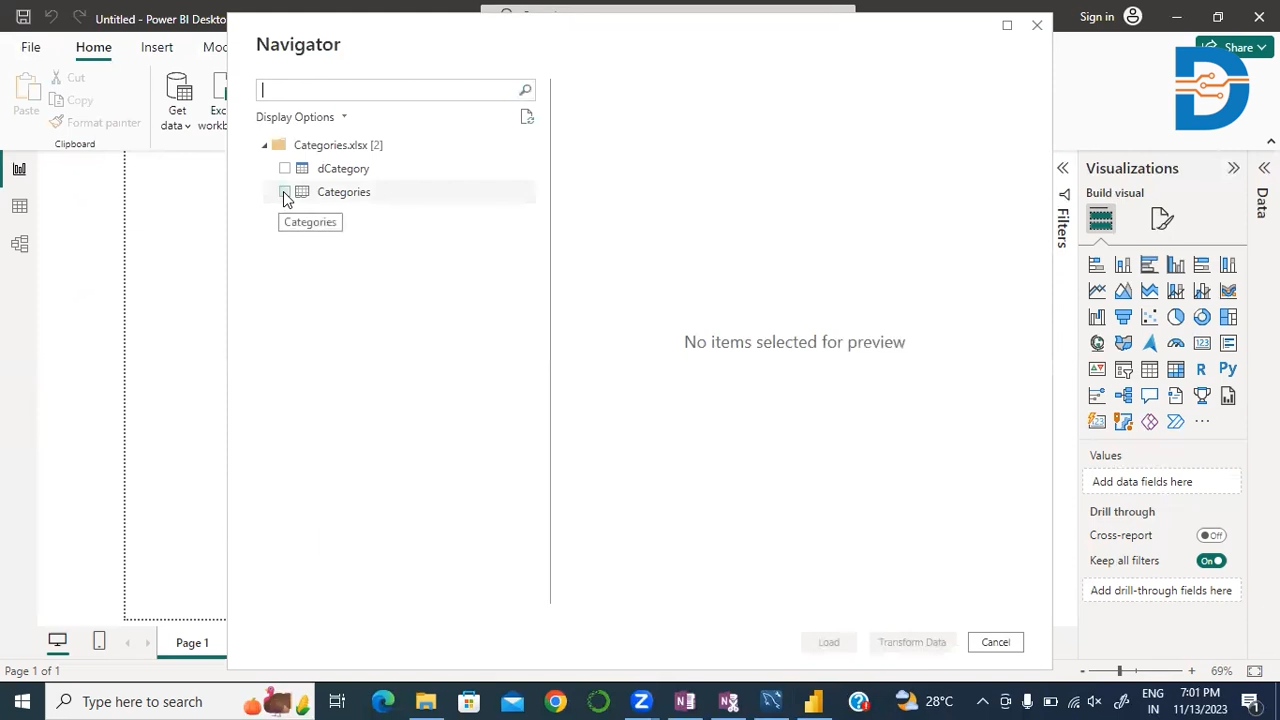 Untitled - Power BI Deskto
Sign in
File
Home
Insert
Mo
Share
Paste
Cut
Copy
Format painter
Clipboard
Get
data
Exc
workb
Navigator
Display Options
Categories.xlsx [2]
dCategory
Categories
Categories
No items selected for preview
Load
Transform Data
Cancel
Filters
Visualizations
Build visual
Data
R
Py
123
Values
Add data fields here
Drill through
Cross-report
Off
Keep all filters
On
Add drill-through fields here
Page 1
Page 1 of 1
69%
Type here to search
28°C
ENG
IN
7:01 PM
11/13/2023